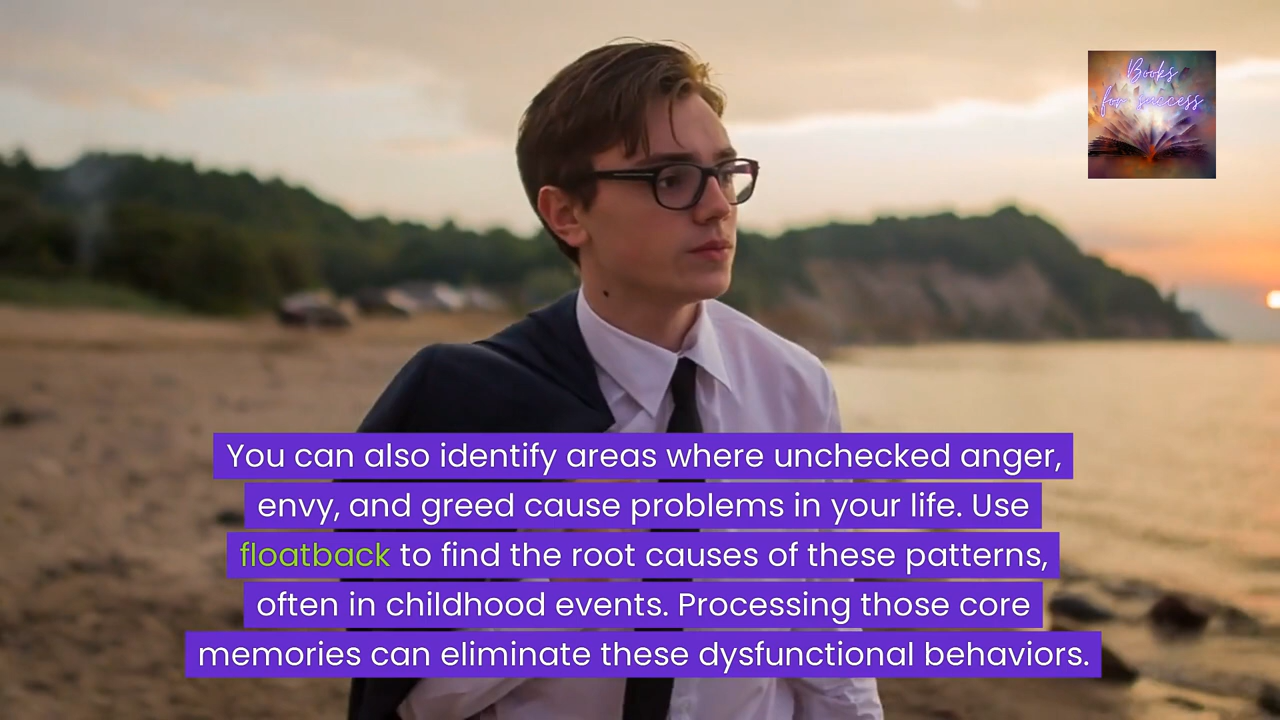 Books
for success
You can also identify areas where unchecked anger,
envy, and greed cause problems in your life. Use
floatback to find the root causes of these patterns,
often in childhood events. Processing those core
memories can eliminate these dysfunctional behaviors.